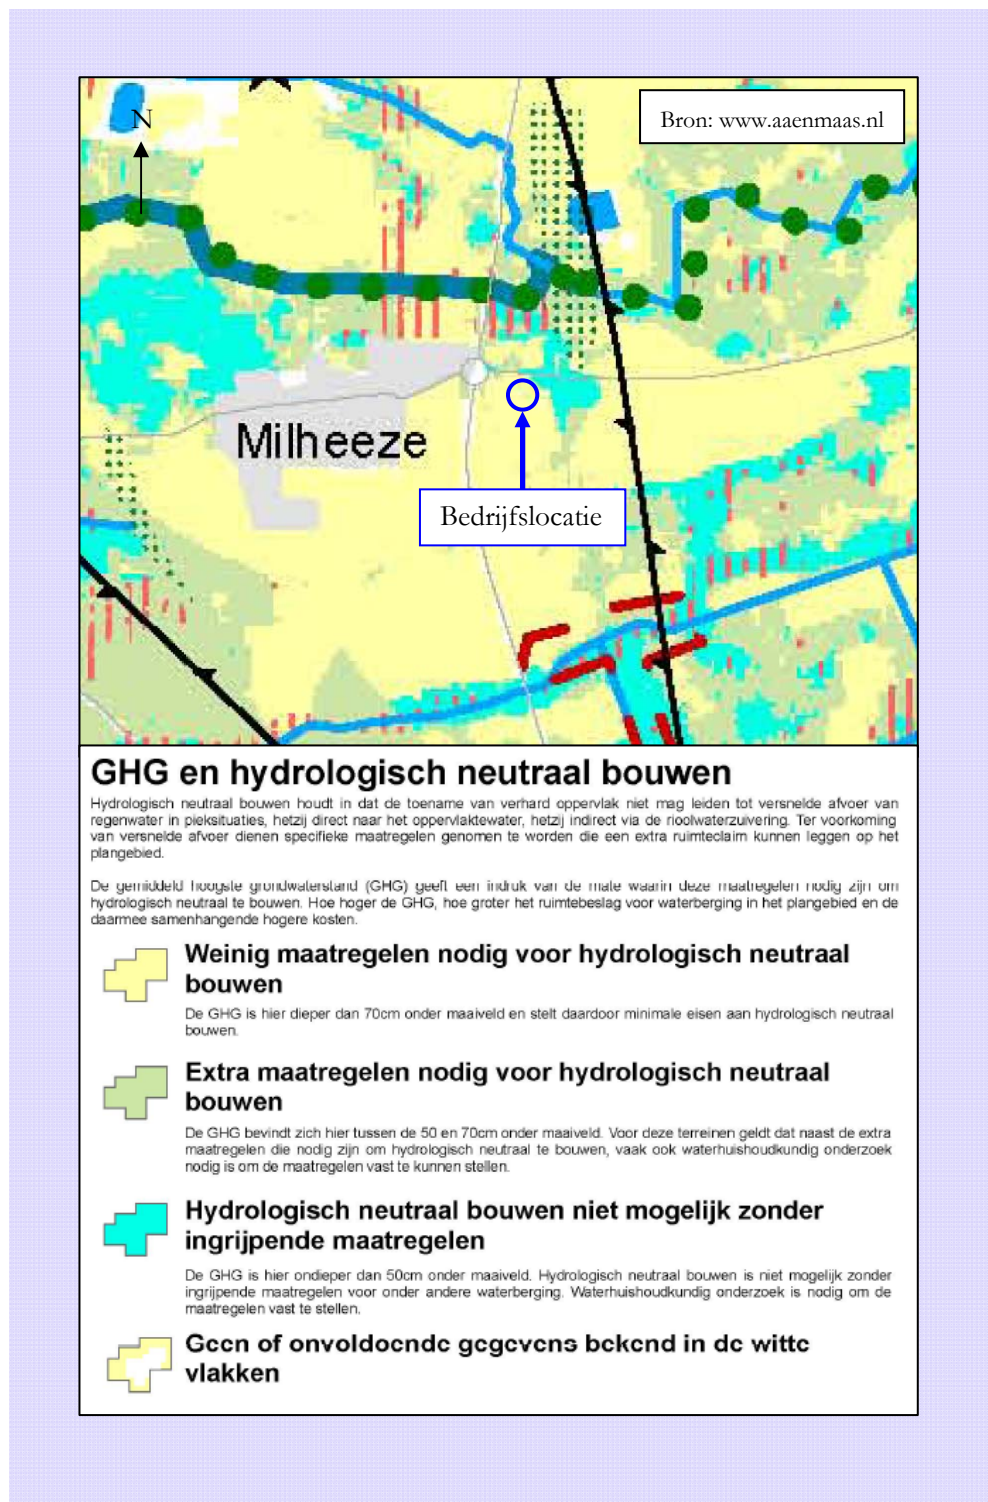 N
Bron: www.aaenmaas.nl
Milheeze
Bedrijfslocatie
GHG en hydrologisch neutraal bouwen
Hydrologisch neutraal bouwen houdt in dat de toename van verhard oppervlak niet mag leiden tot versnelde afvoer van
regenwater in pieksituaties, hetzij direct naar het oppervlaktewater, hetzij indirect via de rioolwaterzuivering. Ter voorkoming
van versnelde afvoer dienen specifieke maatregelen genomen te worden die een extra ruimteclaim kunnen leggen op het
plangebied.
De gemiddeld hoogste grondwaterstand (GHG) geeft een indruk van de mate waarin deze maatregelen nodig zijn om
hydrologisch neutraal te bouwen. Hoe hoger de GHG, hoe groter het ruimtebeslag voor waterberging in het plangebied en de
daarmee samenhangende hogere kosten.
Weinig maatregelen nodig voor hydrologisch neutraal
bouwen
De GHG is hier dieper dan 70cm onder maaiveld en stelt daardoor minimale eisen aan hydrologisch neutraal
bouwen.
Extra maatregelen nodig voor hydrologisch neutraal
bouwen
De GHG bevindt zich hier tussen de 50 en 70cm onder maaiveld. Voor deze terreinen geldt dat naast de extra
maatregelen die nodig zijn om hydrologisch neutraal te bouwen, vaak ook waterhuishoudkundig onderzoek
nodig is om de maatregelen vast te kunnen stellen.
Hydrologisch neutraal bouwen niet mogelijk zonder
ingrijpende maatregelen
De GHG is hier ondieper dan 50cm onder maaiveld. Hydrologisch neutraal bouwen is niet mogelijk zonder
ingrijpende maatregelen voor onder andere waterberging. Waterhuishoudkundig onderzoek is nodig om de
maatregelen vast te stellen.
Geen of onvoldoende gegevens bekend in de witte
vlakken